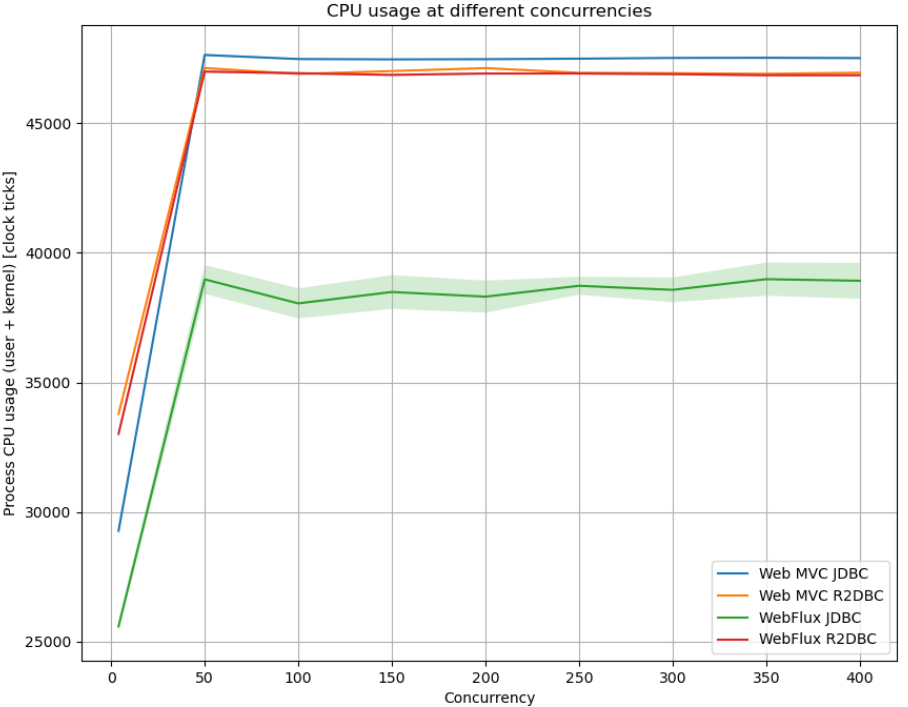 CPU usage at different concurrencies
Process CPU usage (user + kernel) [clock ticks]
45000
40000
35000
30000
25000
0 50 100 150 200 250 300 350 400
Concurrency
Web MVC JDBC
Web MVC R2DBC
WebFlux JDBC
WebFlux R2DBC